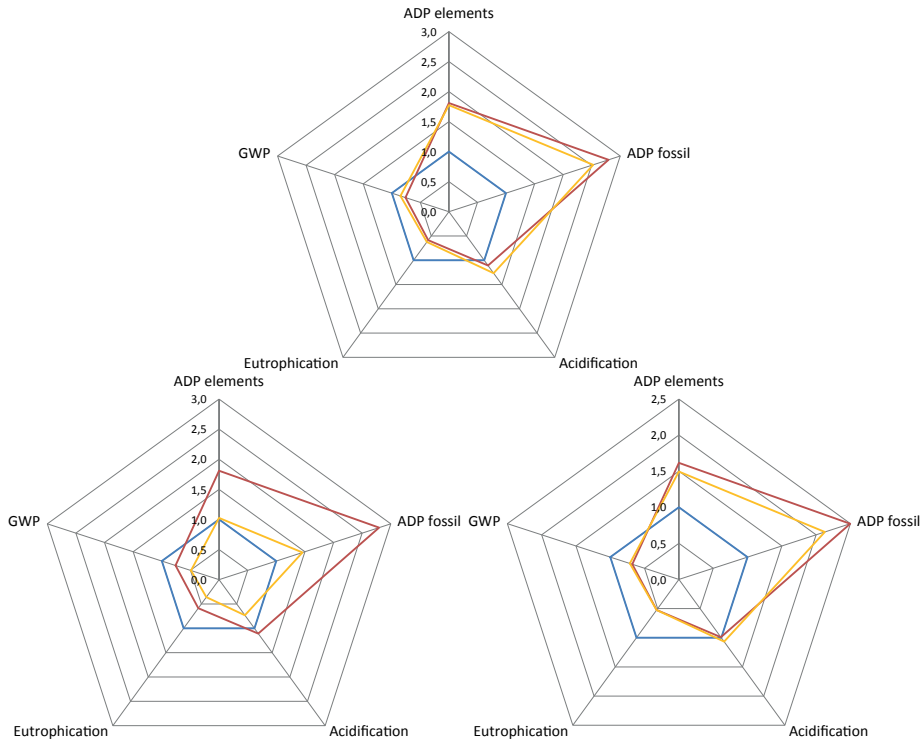 ADP elements
3,0
2,5
2,0
1,5
1,0
0,5
0,0
ADP fossil
GWP
Eutrophication
Acidification
ADP elements
3,0
2,5
2,0
1,5
1,0
0,5
0,0
GWP
ADP fossil
Eutrophication
Acidification
ADP elements
2,5
2,0
1,5
1,0
0,5
0,0
GWP
ADP fossil
Eutrophication
Acidification